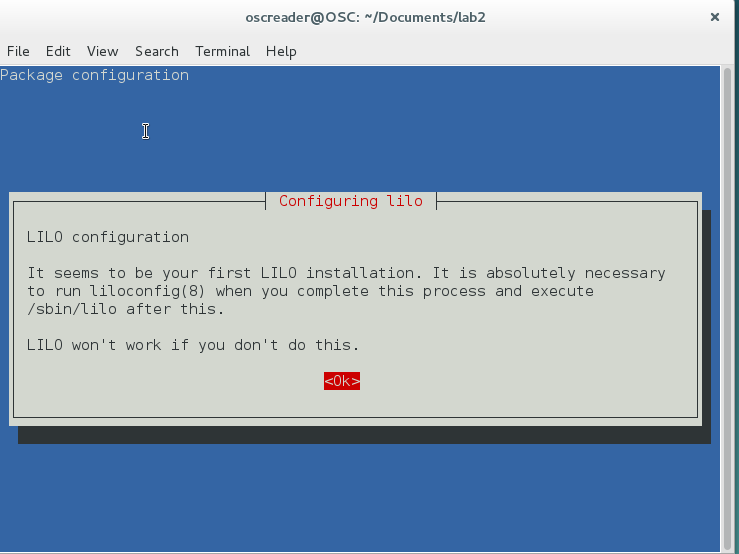 oscreader@OSC: ~/Documents/lab2
File Edit View Search Terminal Help
Package configuration
Configuring lilo
LILO configuration
It seems to be your first LILO installation. It is absolutely necessary
to run liloconfig(8) when you complete this process and execute
/sbin/lilo after this.
LILO won't work if you don't do this.
<Ok>